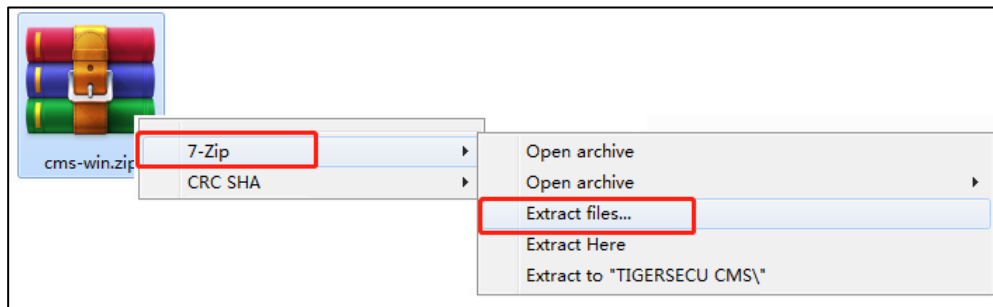 cms-win.zip
7-Zip
CRC SHA
Open archive
Open archive
Extract files...
Extract Here
Extract to "TIGERSECU CMS\"